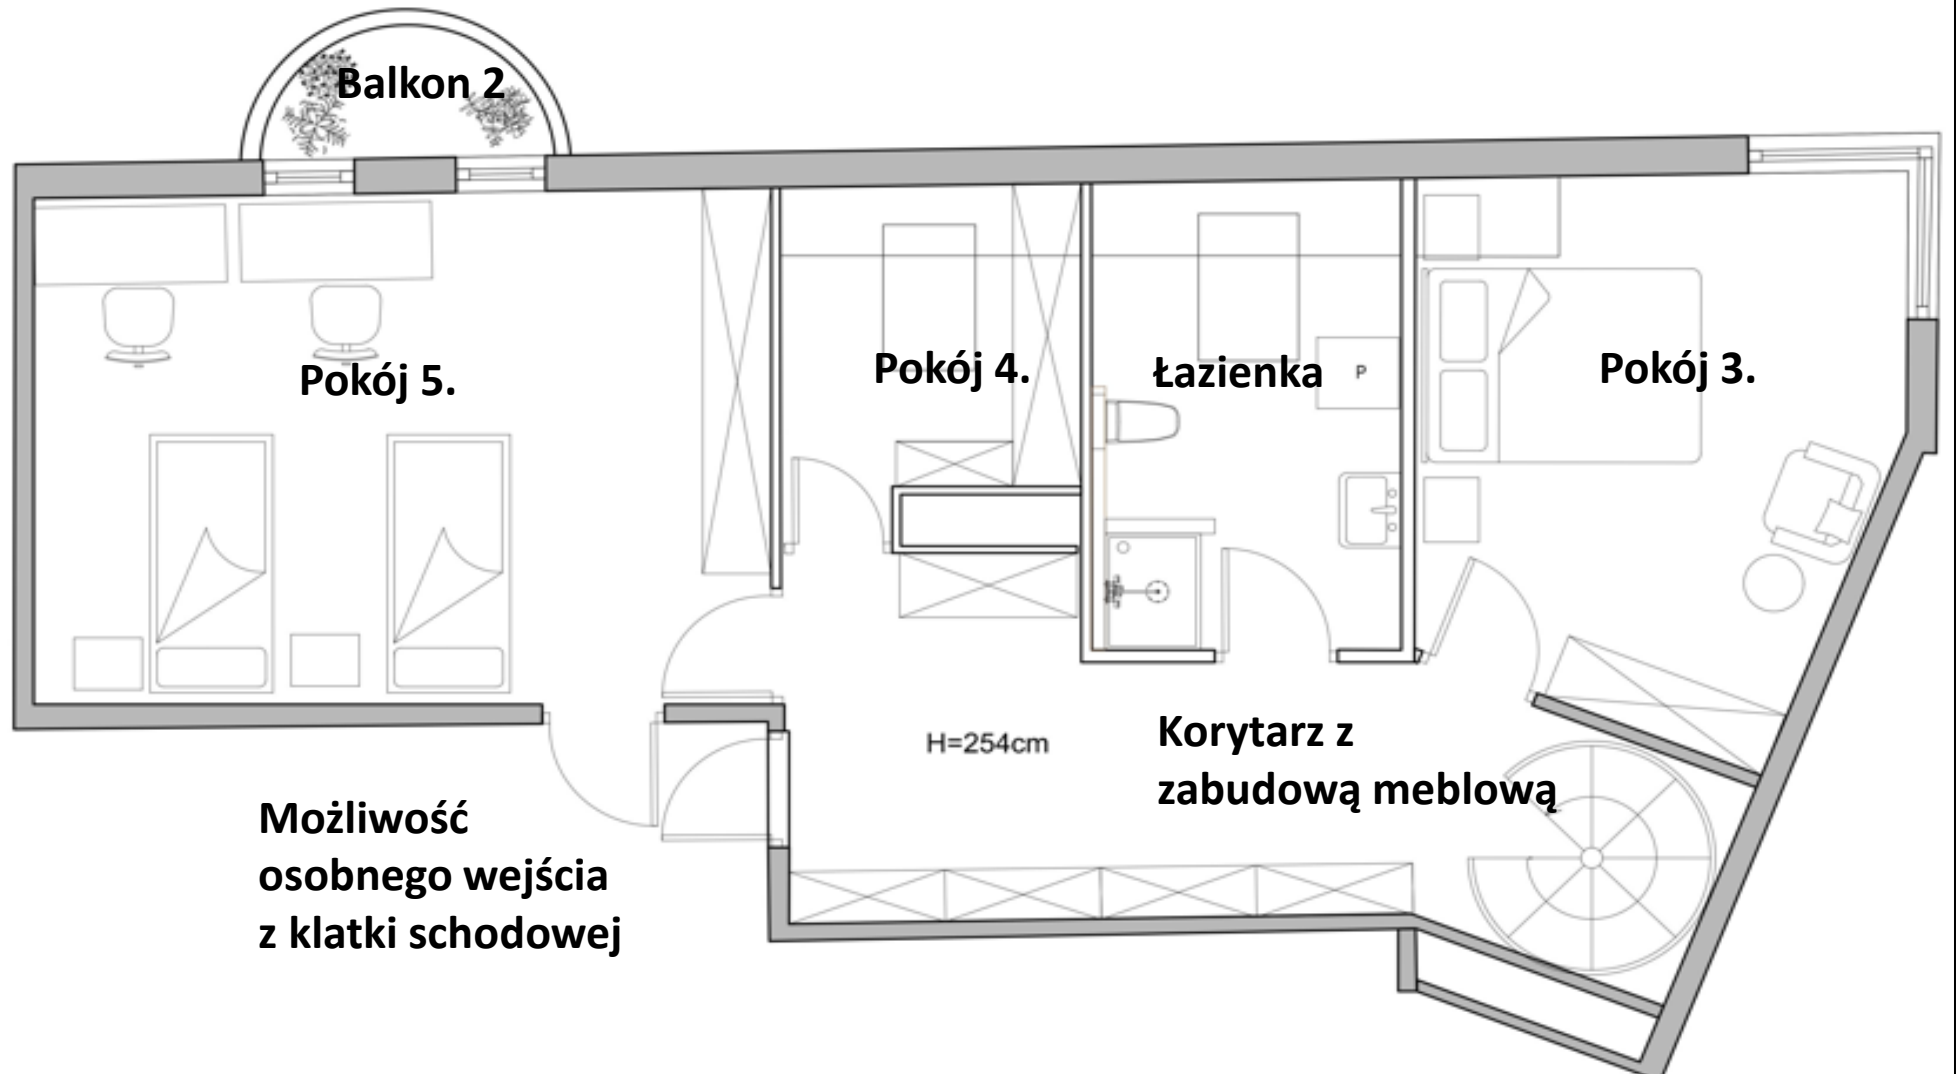 Balkon 2
Pokój 5.
Pokój 4.
Łazienka
P
Pokój 3.
H=254cm
Korytarz z
zabudową meblową
Możliwość
osobnego wejścia
z klatki schodowej